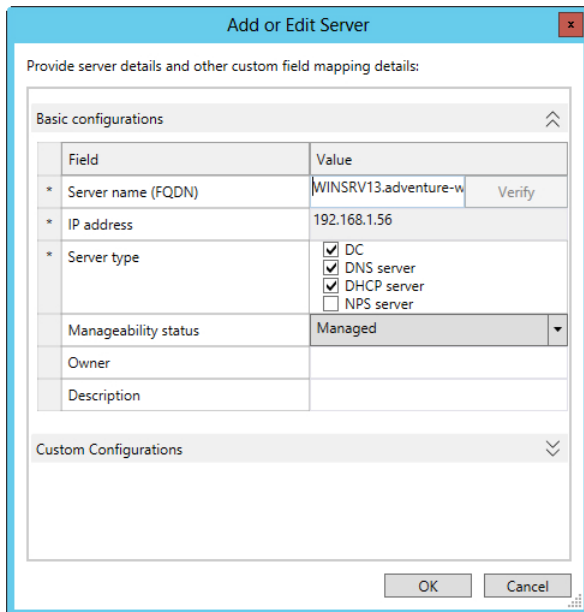 Add or Edit Server
x
Provide server details and other custom field mapping details:
Basic configurations
Field Value
* Server name (FQDN) WINSRV13.adventure-w Verify
* IP address 192.168.1.56
* Server type DC
DNS server
DHCP server
NPS server
Manageability status Managed
Owner
Description
Custom Configurations
OK Cancel